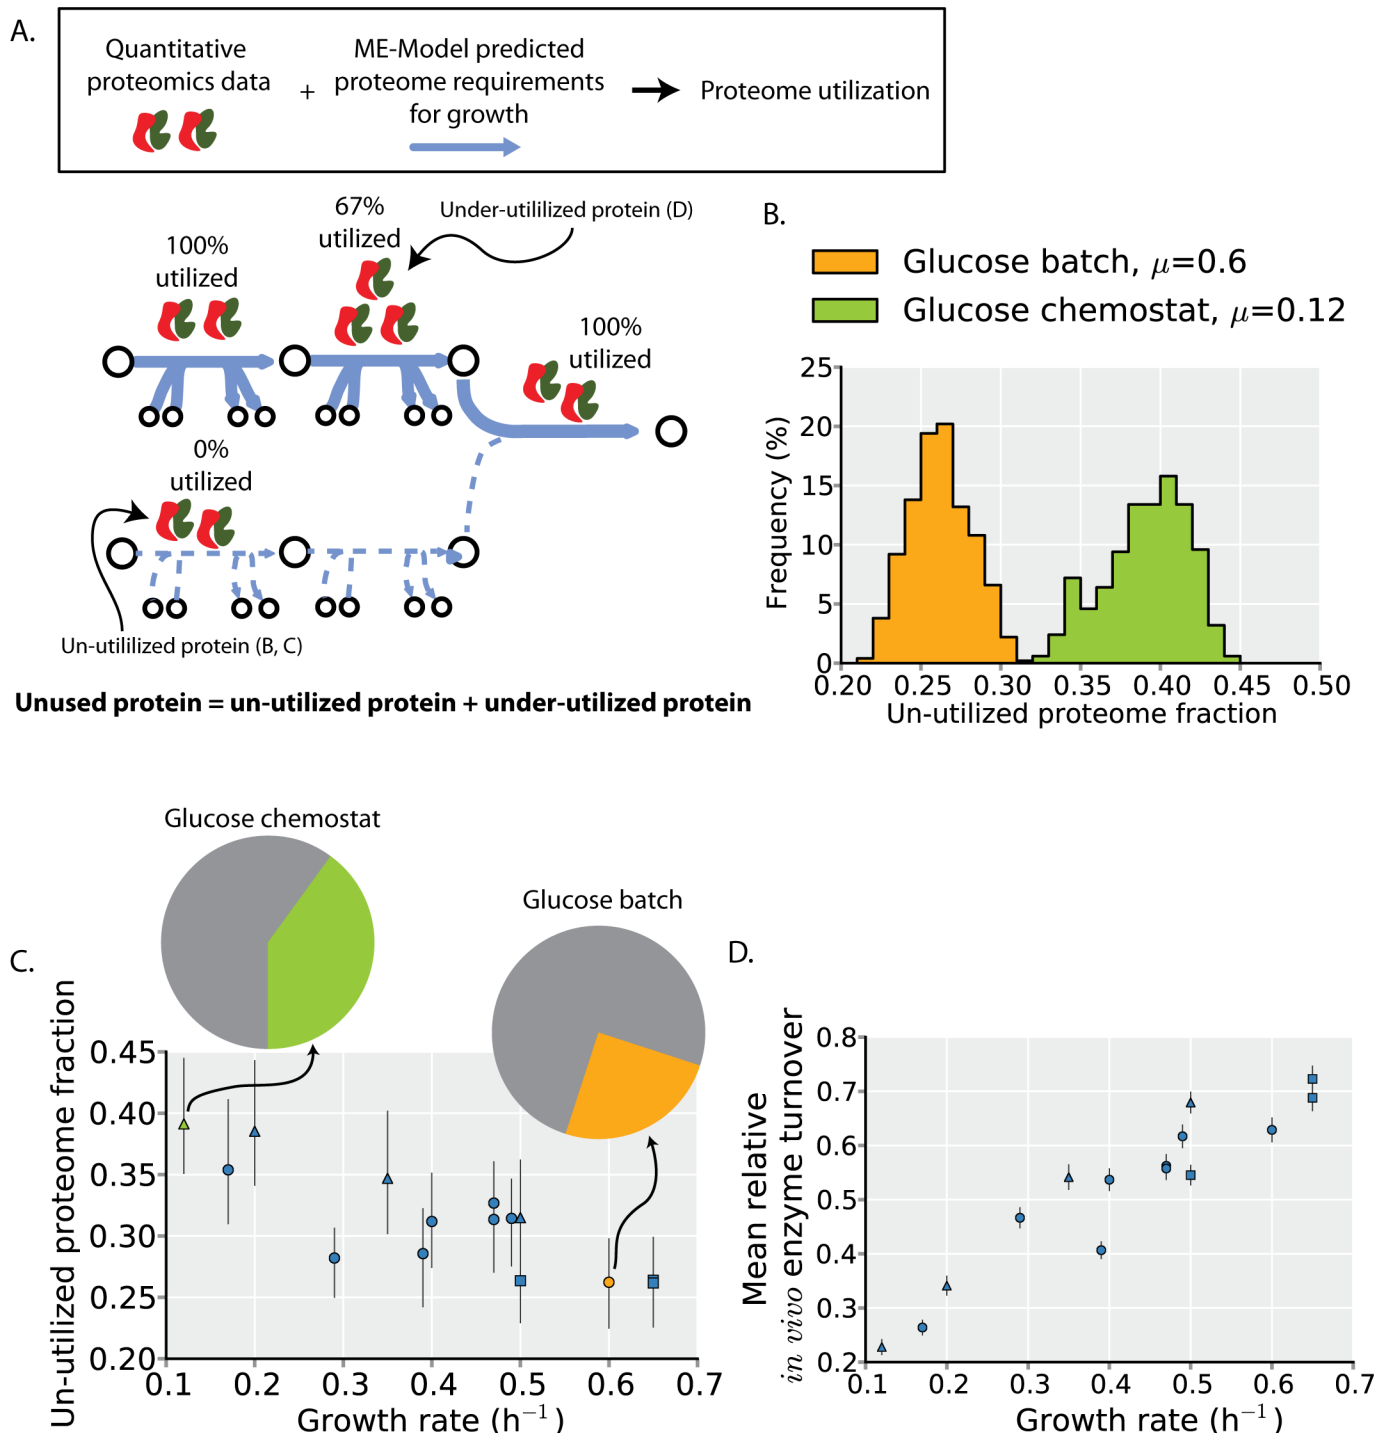 A.
Quantitative
proteomics data
+
ME-Model predicted
proteome requirements
for growth
Proteome utilization
100%
utilized
67%
utilized
Under-utililized protein (D)
100%
utilized
0%
utilized
Un-utililized protein (B, C)
Unused protein = un-utilized protein + under-utilized protein
B.
Glucose batch, μ=0.6
Glucose chemostat, μ=0.12
25
20
15
10
5
0
Frequency (%)
0.20 0.25 0.30 0.35 0.40 0.45 0.50
Un-utilized proteome fraction
C.
Glucose chemostat
Glucose batch
Un-utilized proteome fraction
0.45
0.40
0.35
0.30
0.25
0.20
0.1 0.2 0.3 0.4 0.5 0.6 0.7
Growth rate (h⁻¹)
D.
Mean relative
in vivo enzyme turnover
0.8
0.7
0.6
0.5
0.4
0.3
0.2
0.1 0.2 0.3 0.4 0.5 0.6 0.7
Growth rate (h⁻¹)